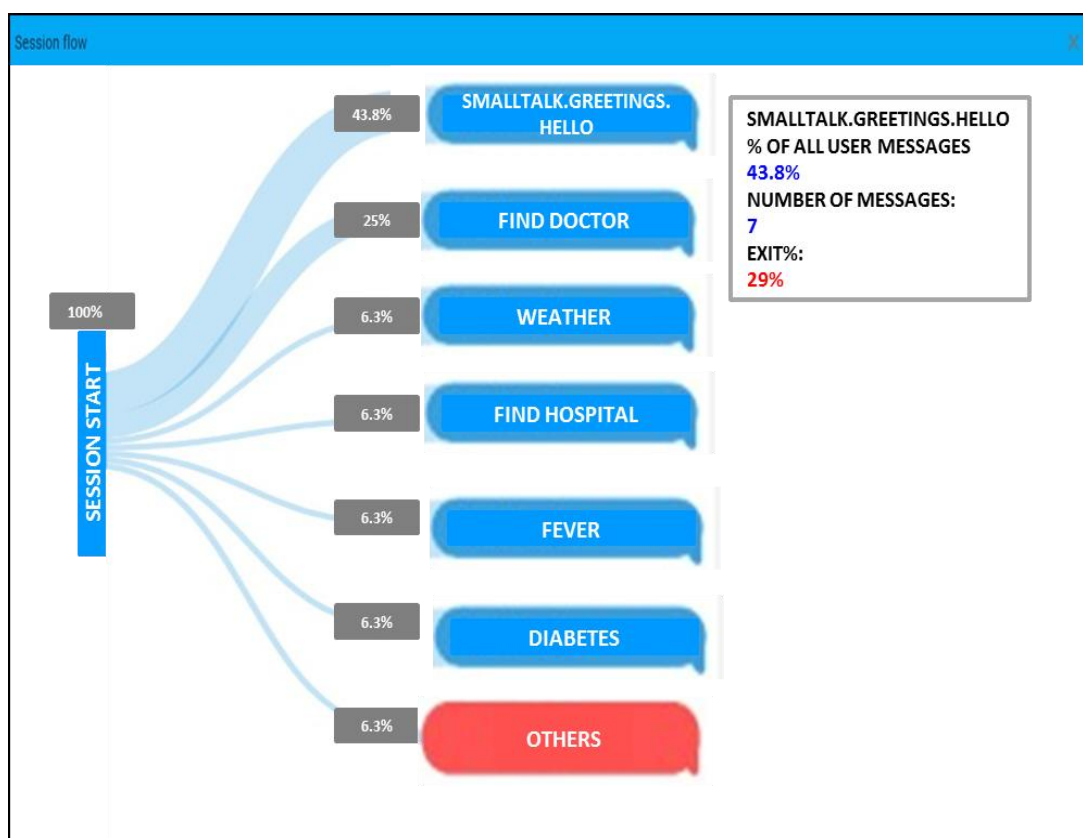 Session flow
X
43.8%
SMALLTALK.GREETINGS.
HELLO
SMALLTALK.GREETINGS.HELLO
% OF ALL USER MESSAGES
43.8%
NUMBER OF MESSAGES:
7
EXIT%:
29%
25%
FIND DOCTOR
100%
SESSION START
6.3%
WEATHER
6.3%
FIND HOSPITAL
6.3%
FEVER
6.3%
DIABETES
6.3%
OTHERS